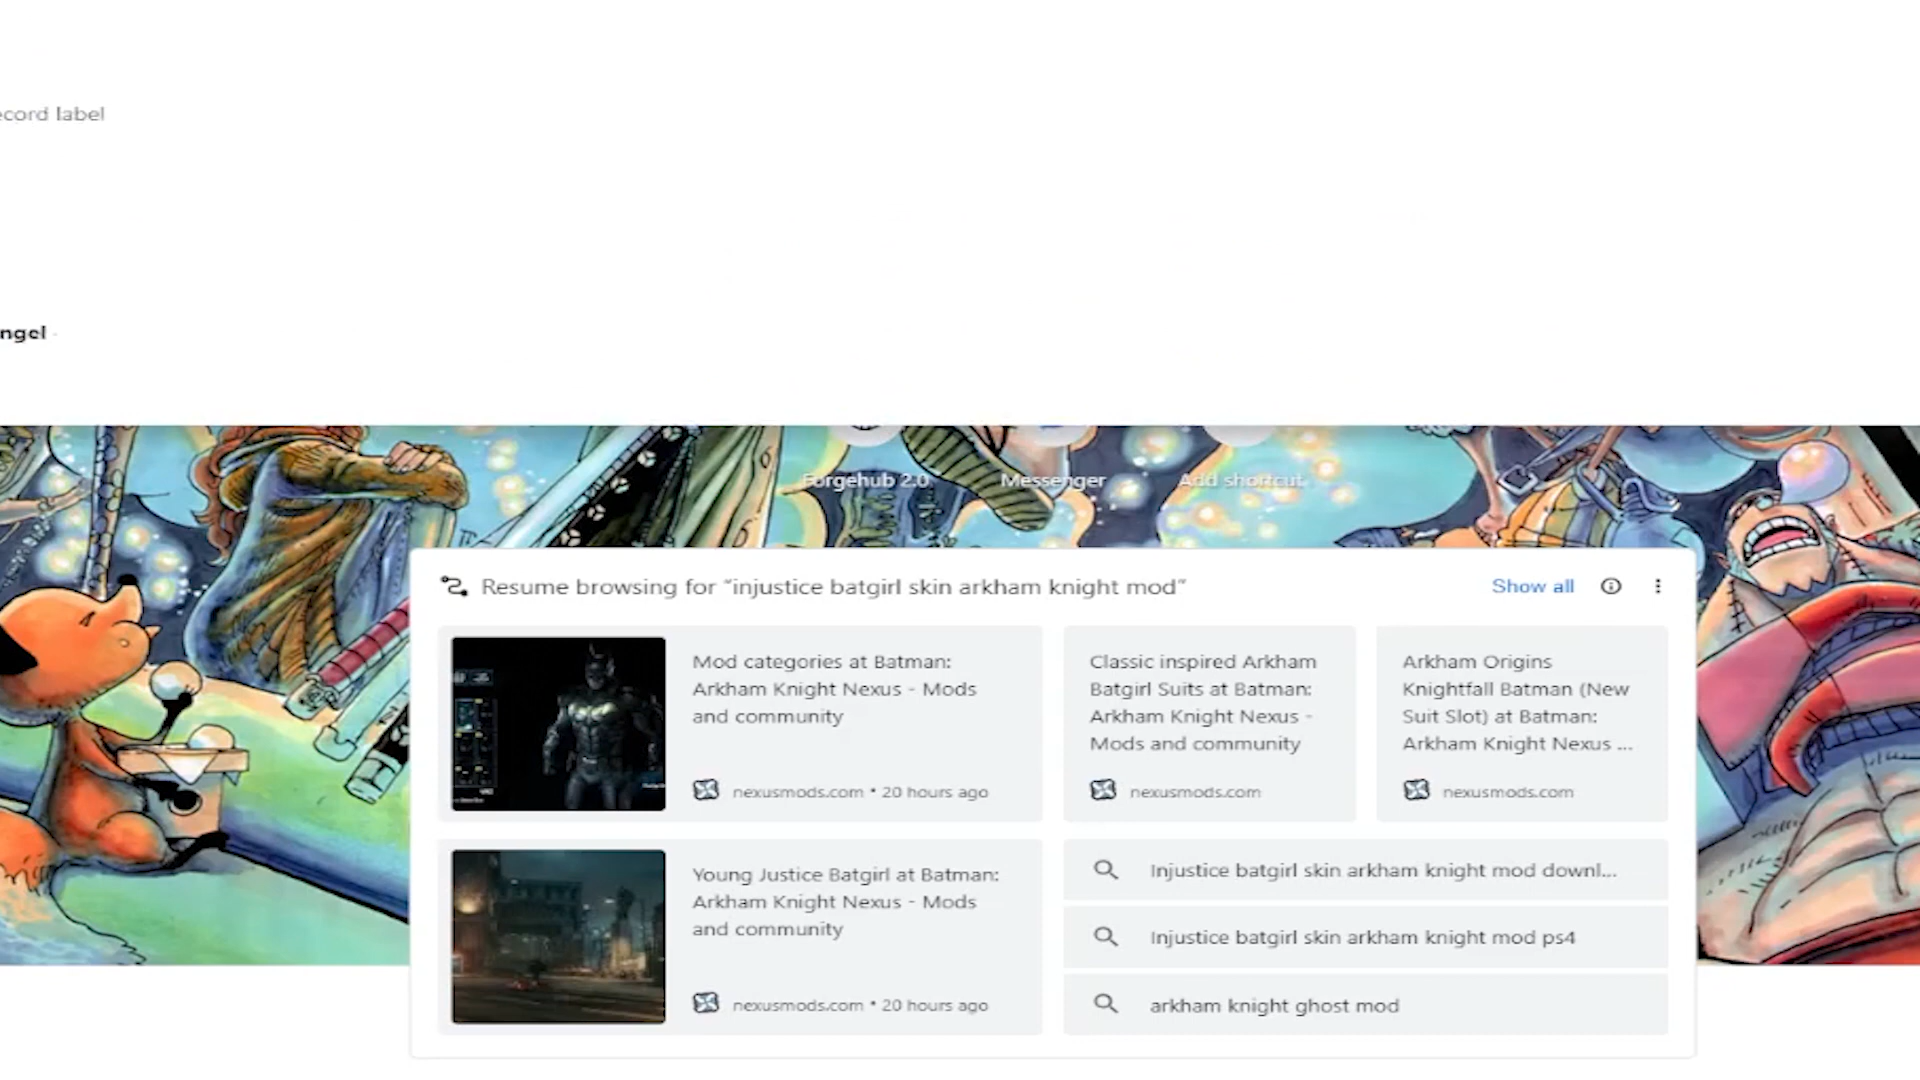 ecord label
ngel -
Forgehub 2.0
Messenger
Add shortcut
Resume browsing for “injustice batgirl skin arkham knight mod”
Show all
Mod categories at Batman:
Arkham Knight Nexus - Mods
and community
nexusmods.com • 20 hours ago
Classic inspired Arkham
Batgirl Suits at Batman:
Arkham Knight Nexus -
Mods and community
nexusmods.com
Arkham Origins
Knightfall Batman (New
Suit Slot) at Batman:
Arkham Knight Nexus ...
nexusmods.com
Young Justice Batgirl at Batman:
Arkham Knight Nexus - Mods
and community
nexusmods.com • 20 hours ago
Injustice batgirl skin arkham knight mod downl...
Injustice batgirl skin arkham knight mod ps4
arkham knight ghost mod